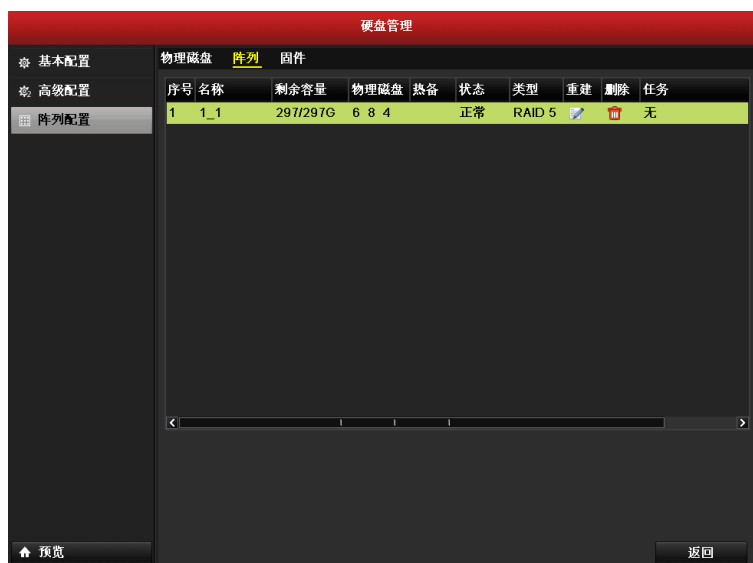 硬盘管理
基本配置
高级配置
阵列配置
物理磁盘 阵列 固件
序号 名称 剩余容量 物理磁盘 热备 状态 类型 重建 删除 任务
1 1_1 297/297G 6 8 4 正常 RAID 5 无
预览
返回